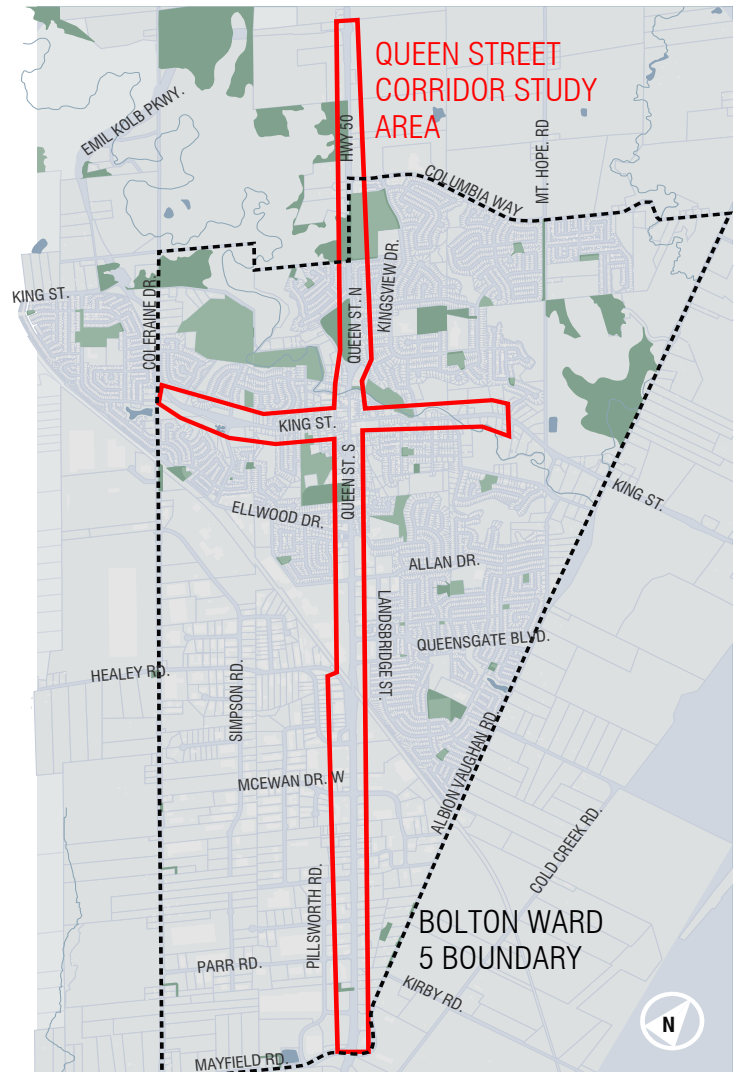 QUEEN STREET
CORRIDOR STUDY
AREA
EMIL KOLB PKWY.
HWY 50
MT. HOPE. RD
COLUMBIA WAY
KING ST.
COLERAINE DR.
QUEEN ST. N
KINGSVIEW DR.
KING ST.
QUEEN ST. S
KING ST.
ELLWOOD DR.
ALLAN DR.
LANDSBRIDGE ST.
QUEENSGATE BLVD.
HEALEY RD.
SIMPSON RD.
MCEWAN DR. W
ALBION VAUGHAN RD.
COLD CREEK RD.
PILLSWORTH RD.
BOLTON WARD
5 BOUNDARY
PARR RD.
KIRBY RD.
MAYFIELD RD.
N